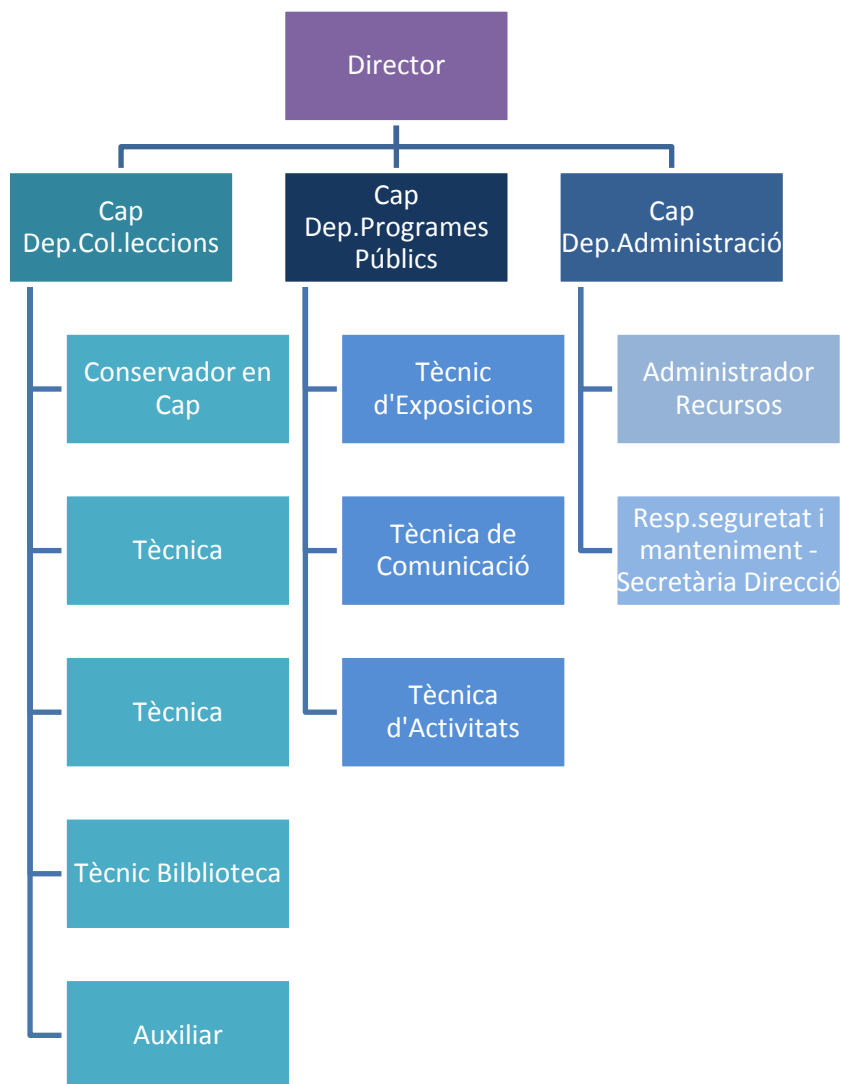 Director
Cap
Dep.Col.leccions
Cap
Dep.Programes
Públics
Cap
Dep.Administració
Conservador en
Cap
Tècnica
Tècnica
Tècnic Bilblioteca
Auxiliar
Tècnic
d'Exposicions
Tècnica de
Comunicació
Tècnica
d'Activitats
Administrador
Recursos
Resp.seguretat i
manteniment -
Secretària Direcció